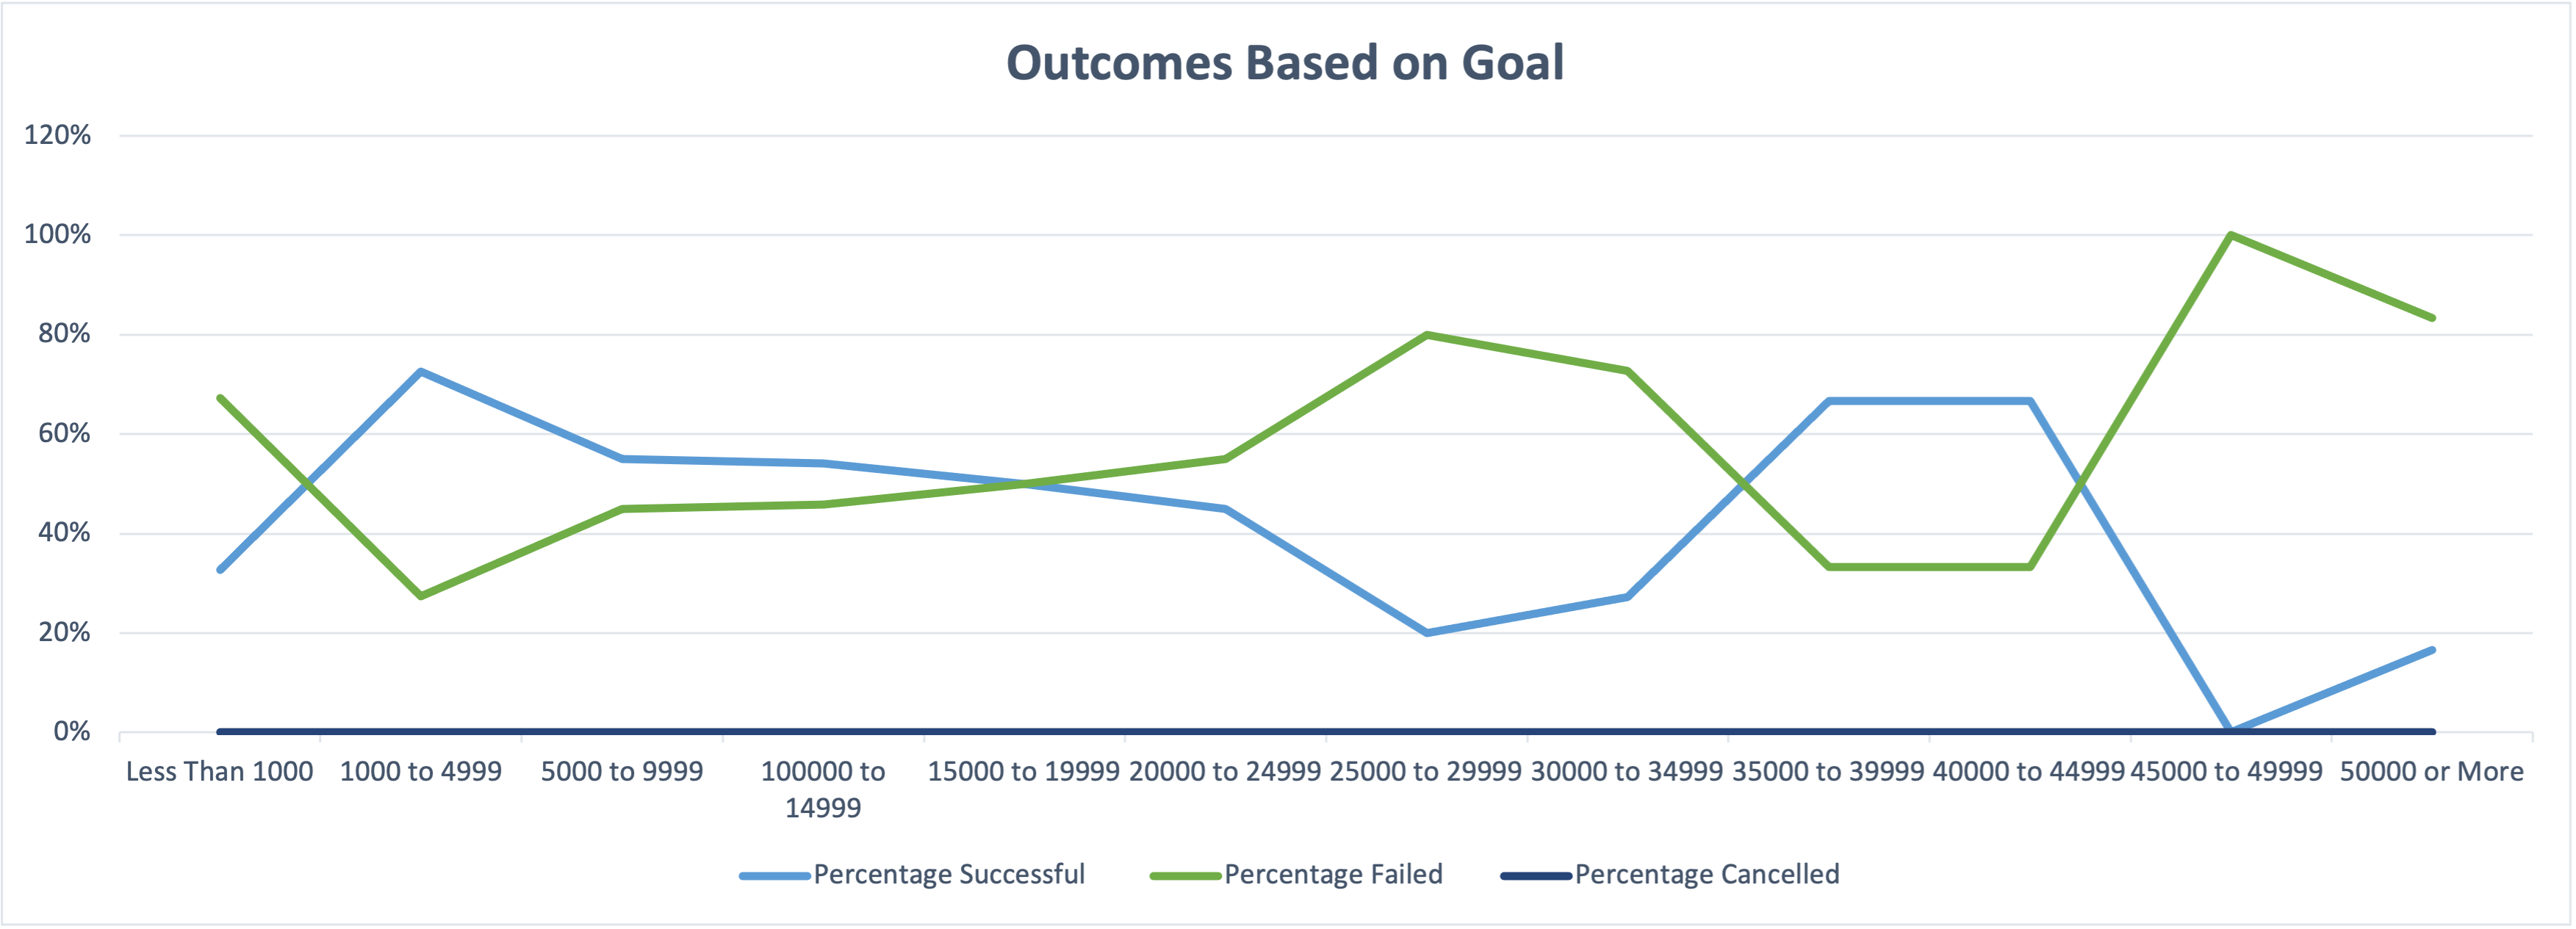 Outcomes Based on Goal
120%
100%
80%
60%
40%
20%
0%
Less Than 1000
1000 to 4999
5000 to 9999
100000 to
14999
15000 to 19999
20000 to 24999
25000 to 29999
30000 to 34999
35000 to 39999
40000 to 44999
45000 to 49999
50000 or More
Percentage Successful
Percentage Failed
Percentage Cancelled